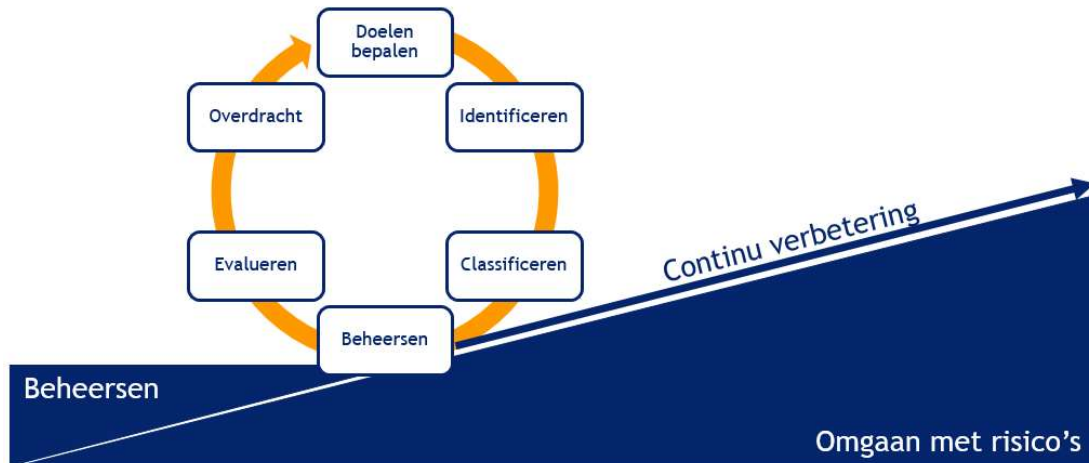 Doelen
bepalen
Overdracht
Identificeren
Evalueren
Classificeren
Beheersen
Continu verbetering
Beheersen
Omgaan met risico's